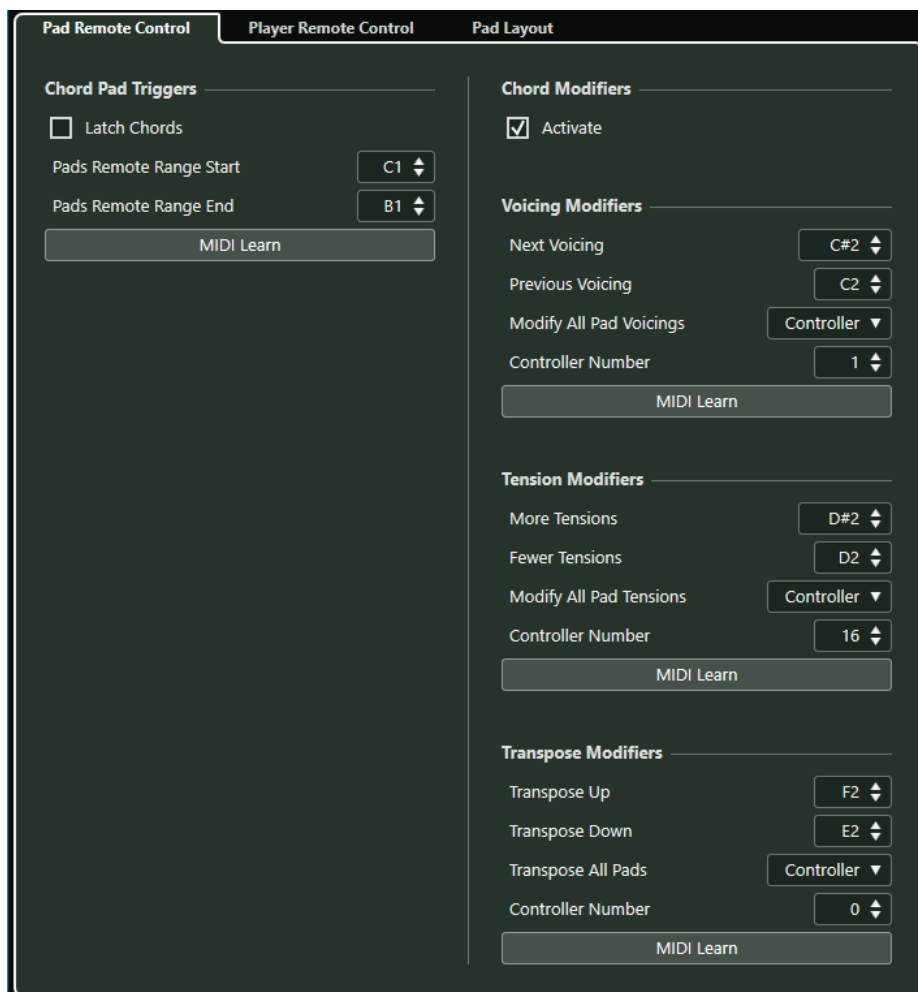 Pad Remote Control
Player Remote Control
Pad Layout
Chord Pad Triggers
Latch Chords
Pads Remote Range Start C1
Pads Remote Range End B1
MIDI Learn
Chord Modifiers
Activate
Voicing Modifiers
Next Voicing C#2
Previous Voicing C2
Modify All Pad Voicings Controller
Controller Number 1
MIDI Learn
Tension Modifiers
More Tensions D#2
Fewer Tensions D2
Modify All Pad Tensions Controller
Controller Number 16
MIDI Learn
Transpose Modifiers
Transpose Up F2
Transpose Down E2
Transpose All Pads Controller
Controller Number 0
MIDI Learn